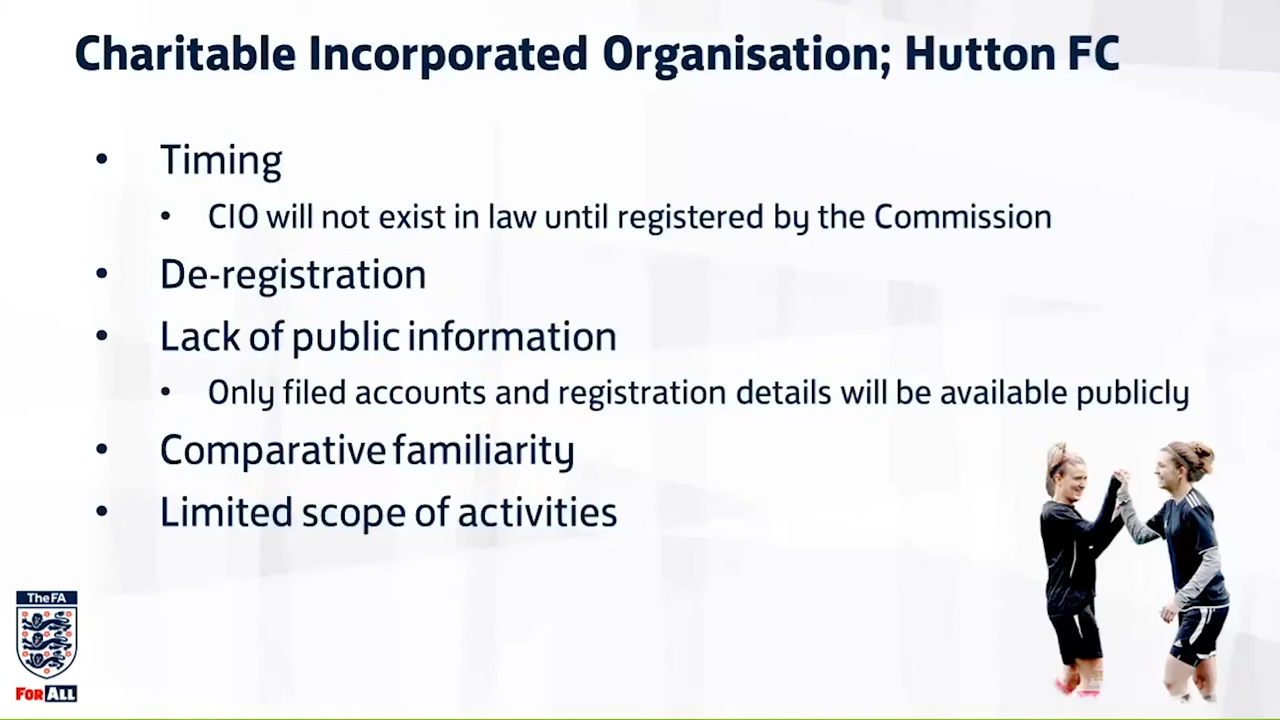 Charitable Incorporated Organisation; Hutton FC
• Timing
• CIO will not exist in law until registered by the Commission
• De-registration
• Lack of public information
• Only filed accounts and registration details will be available publicly
• Comparative familiarity
• Limited scope of activities
The FA
FOR ALL